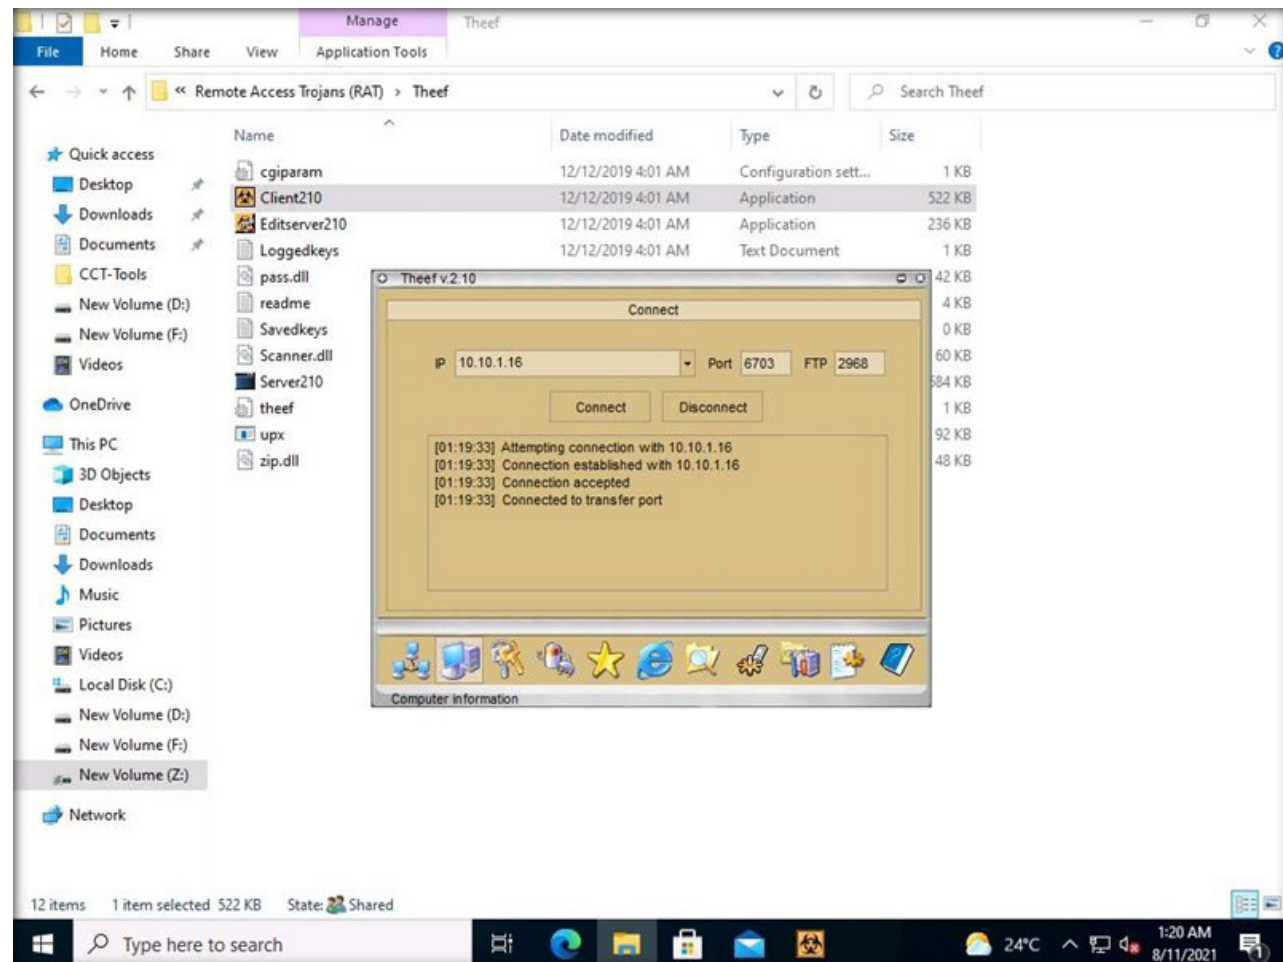 Manage Theef
File Home Share View Application Tools
« Remote Access Trojans (RAT) > Theef
Search Theef
Name Date modified Type Size
Quick access
Desktop
Downloads
Documents
CCT-Tools
New Volume (D:)
New Volume (F:)
Videos
OneDrive
This PC
3D Objects
Desktop
Documents
Downloads
Music
Pictures
Videos
Local Disk (C:)
New Volume (D:)
New Volume (F:)
New Volume (Z:)
Network
cgiparam 12/12/2019 4:01 AM Configuration sett... 1 KB
Client210 12/12/2019 4:01 AM Application 522 KB
Editserver210 12/12/2019 4:01 AM Application 236 KB
Loggedkeys 12/12/2019 4:01 AM Text Document 1 KB
pass.dll 42 KB
readme 4 KB
Savedkeys 0 KB
Scanner.dll 60 KB
Server210 584 KB
theef 1 KB
upx 92 KB
zip.dll 48 KB
Theef v.2.10
Connect
IP 10.10.1.16 Port 6703 FTP 2968
Connect Disconnect
[01:19:33] Attempting connection with 10.10.1.16
[01:19:33] Connection established with 10.10.1.16
[01:19:33] Connection accepted
[01:19:33] Connected to transfer port
Computer information
12 items 1 item selected 522 KB State: Shared
Type here to search
24°C
1:20 AM
8/11/2021